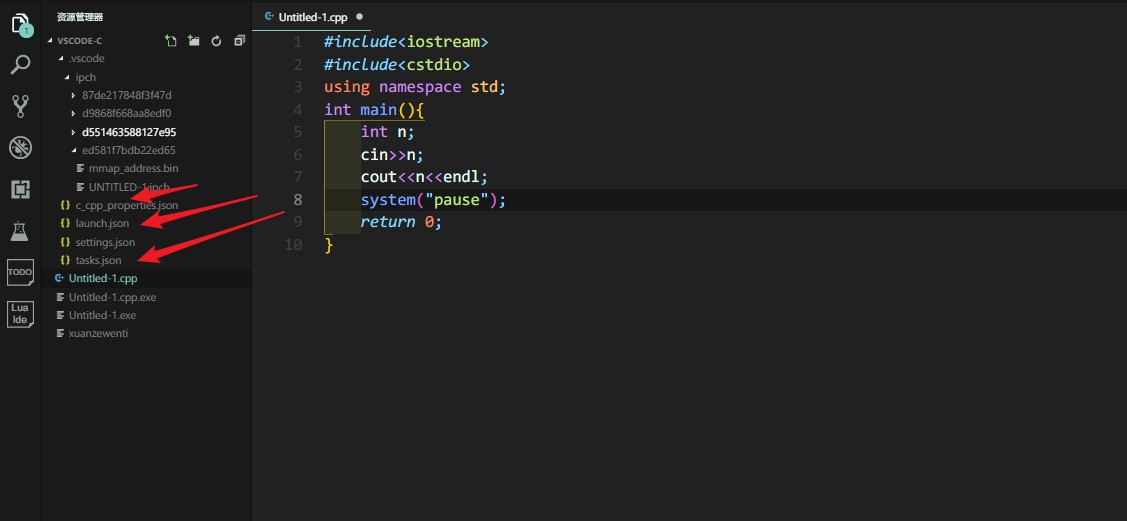 资源管理器
1
VSCODE-C
.vscode
ipch
87de217848f3f47d
d9868f668aa8edf0
d551463588127e95
ed581f7bdb22ed65
mmap_address.bin
UNTITLED-1.ipch
{} c_cpp_properties.json
{} launch.json
{} settings.json
{} tasks.json
Untitled-1.cpp
Untitled-1.cpp.exe
Untitled-1.exe
xuanzewenti
TODO
Lua
Ide
Untitled-1.cpp
1 #include<iostream>
2 #include<cstdio>
3 using namespace std;
4 int main(){
5 int n;
6 cin>>n;
7 cout<<n<<endl;
8 system("pause");
9 return 0;
10 }